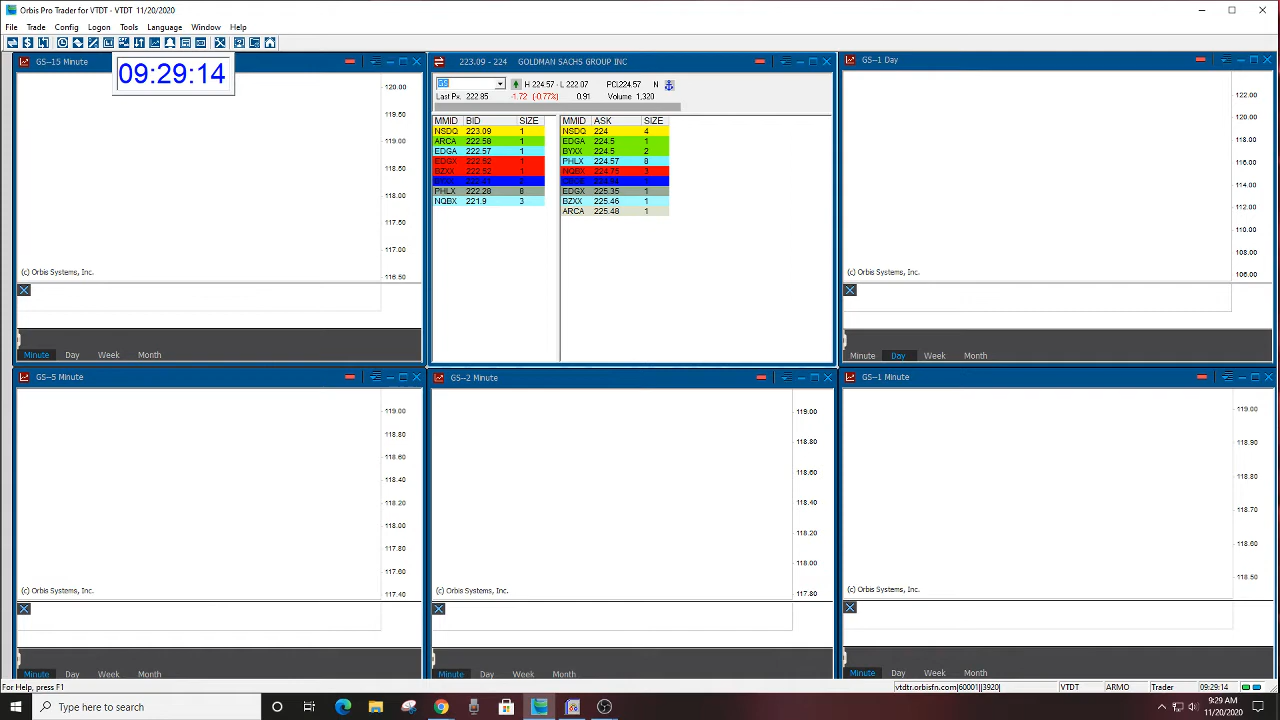 Orbis Pro Trader for VTDT - VTDT 11/20/2020
File Trade Config Logon Tools Language Window Help
GS--15 Minute
09:29:14
120.00
119.50
119.00
118.50
118.00
117.50
117.00
116.50
(c) Orbis Systems, Inc.
Minute Day Week Month
223.09 - 224 GOLDMAN SACHS GROUP INC
GS H 224.57 - L 222.07 PCL224.57 N
Last Px. 222.85 -1.72 (-0.77%) 0.91 Volume 1,320
MMID BID SIZE
NSDQ 223.09 1
ARCA 222.58 1
EDGA 222.57 1
EDGX 222.52 1
BZXX 222.52 1
PHLX 222.28 8
NQBX 221.9 3
MMID ASK SIZE
NSDQ 224 4
EDGA 224.5 1
BYXX 224.5 2
PHLX 224.57 8
NQBX 224.75 3
EDGX 225.35 1
BZXX 225.46 1
ARCA 225.48 1
GS--1 Day
122.00
120.00
118.00
116.00
114.00
112.00
110.00
108.00
106.00
(c) Orbis Systems, Inc.
Minute Day Week Month
GS--5 Minute
119.00
118.80
118.60
118.40
118.20
118.00
117.80
117.60
117.40
(c) Orbis Systems, Inc.
Minute Day Week Month
GS--2 Minute
119.00
118.80
118.60
118.40
118.20
118.00
117.80
(c) Orbis Systems, Inc.
Minute Day Week Month
GS--1 Minute
119.00
118.90
118.80
118.70
118.60
118.50
(c) Orbis Systems, Inc.
Minute Day Week Month
For Help, press F1
vtdtr.orbisfn.com|60001||3920| VTDT ARMO Trader 09:29:14
Type here to search
9:29 AM
11/20/2020